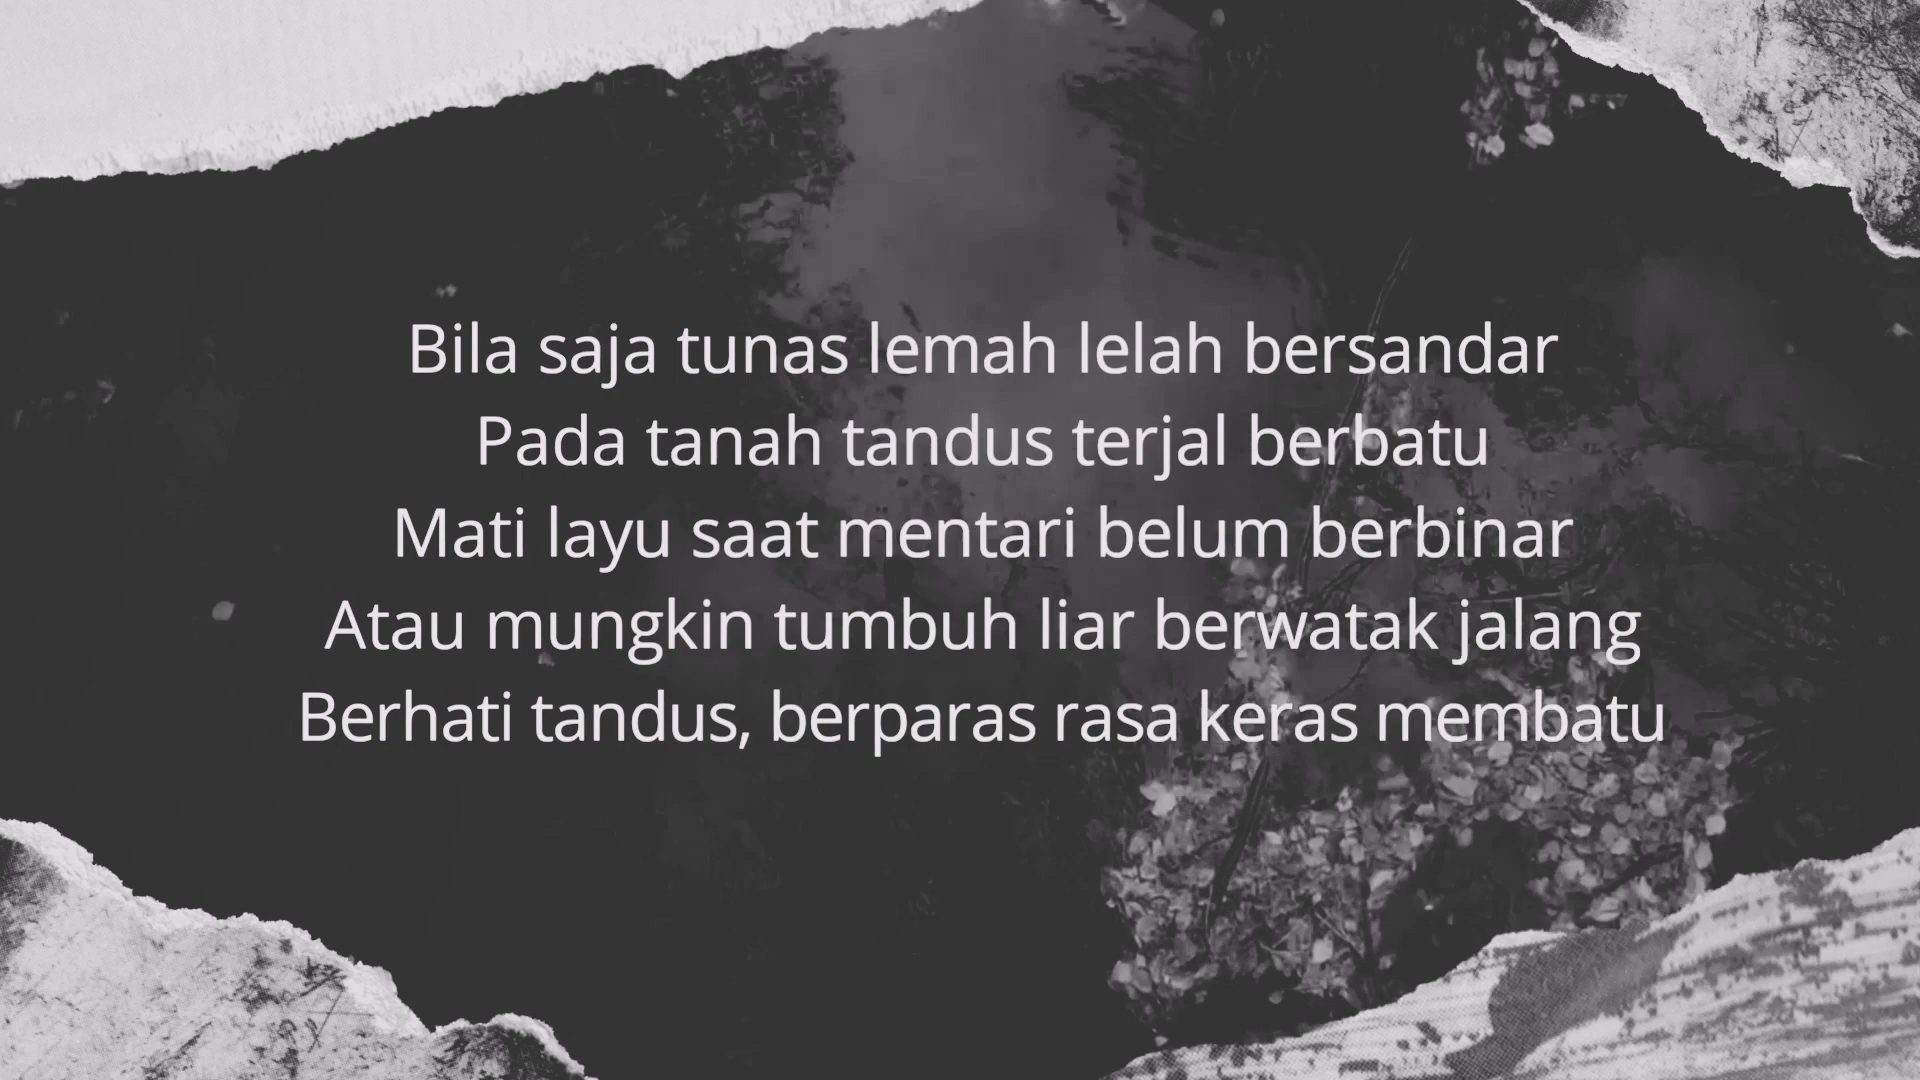 Bila saja tunas lemah lelah bersandar
Pada tanah tandus terjal berbatu
Mati layu saat mentari belum berbinar
Atau mungkin tumbuh liar berwatak jalang
Berhati tandus, berparas rasa keras membatu